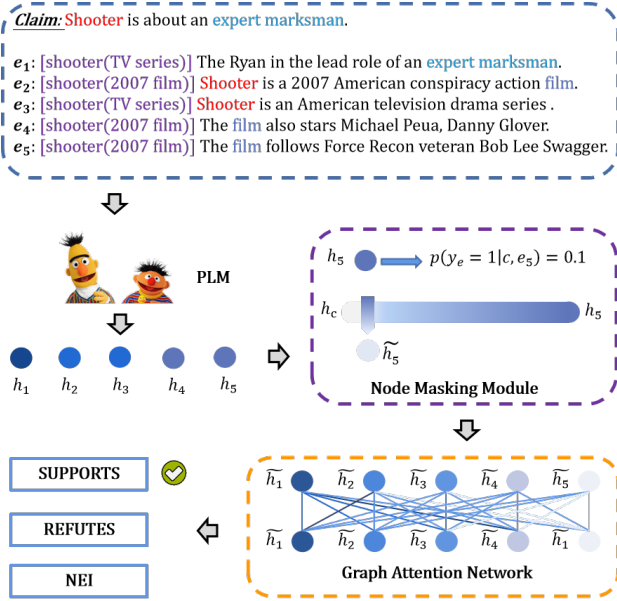 Claim: Shooter is about an expert marksman.
e1: [shooter(TV series)] The Ryan in the lead role of an expert marksman.
e2: [shooter(2007 film)] Shooter is a 2007 American conspiracy action film.
e3: [shooter(TV series)] Shooter is an American television drama series .
e4: [shooter(2007 film)] The film also stars Michael Peua, Danny Glover.
e5: [shooter(2007 film)] The film follows Force Recon veteran Bob Lee Swagger.
PLM
h1 h2 h3 h4 h5
h5 p(ye = 1|c, e5) = 0.1
hc h5
h̃5
Node Masking Module
h̃1 h̃2 h̃3 h̃4 h̃5
h̃1 h̃2 h̃3 h̃4 h̃1
Graph Attention Network
SUPPORTS
REFUTES
NEI